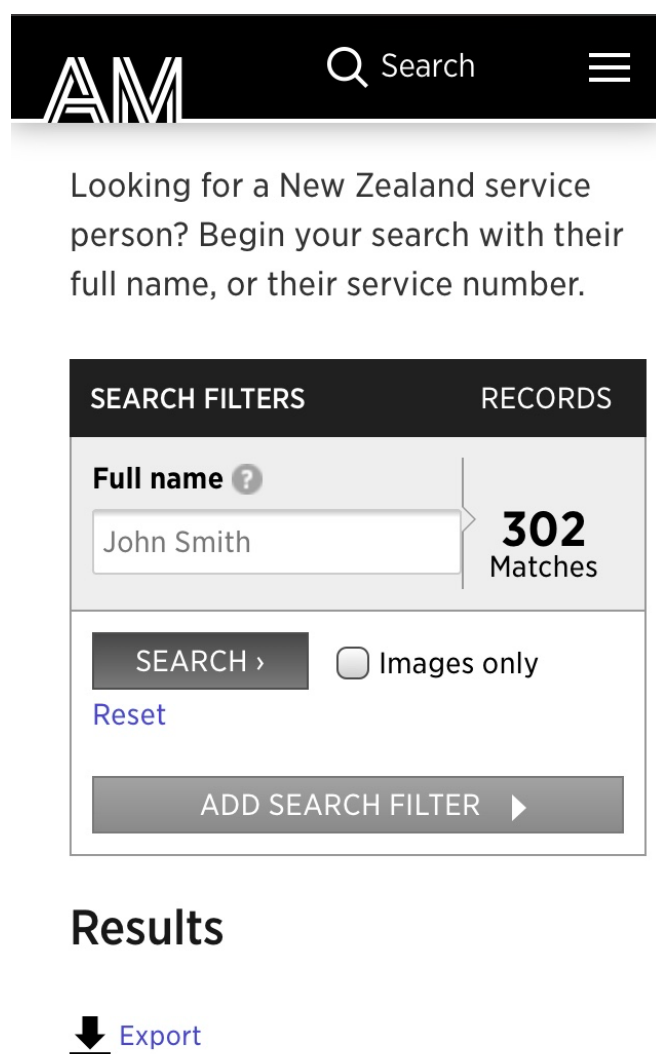 AM
Search
Looking for a New Zealand service
person? Begin your search with their
full name, or their service number.
SEARCH FILTERS RECORDS
Full name ?
John Smith
302
Matches
SEARCH ›
Images only
Reset
ADD SEARCH FILTER
Results
Export